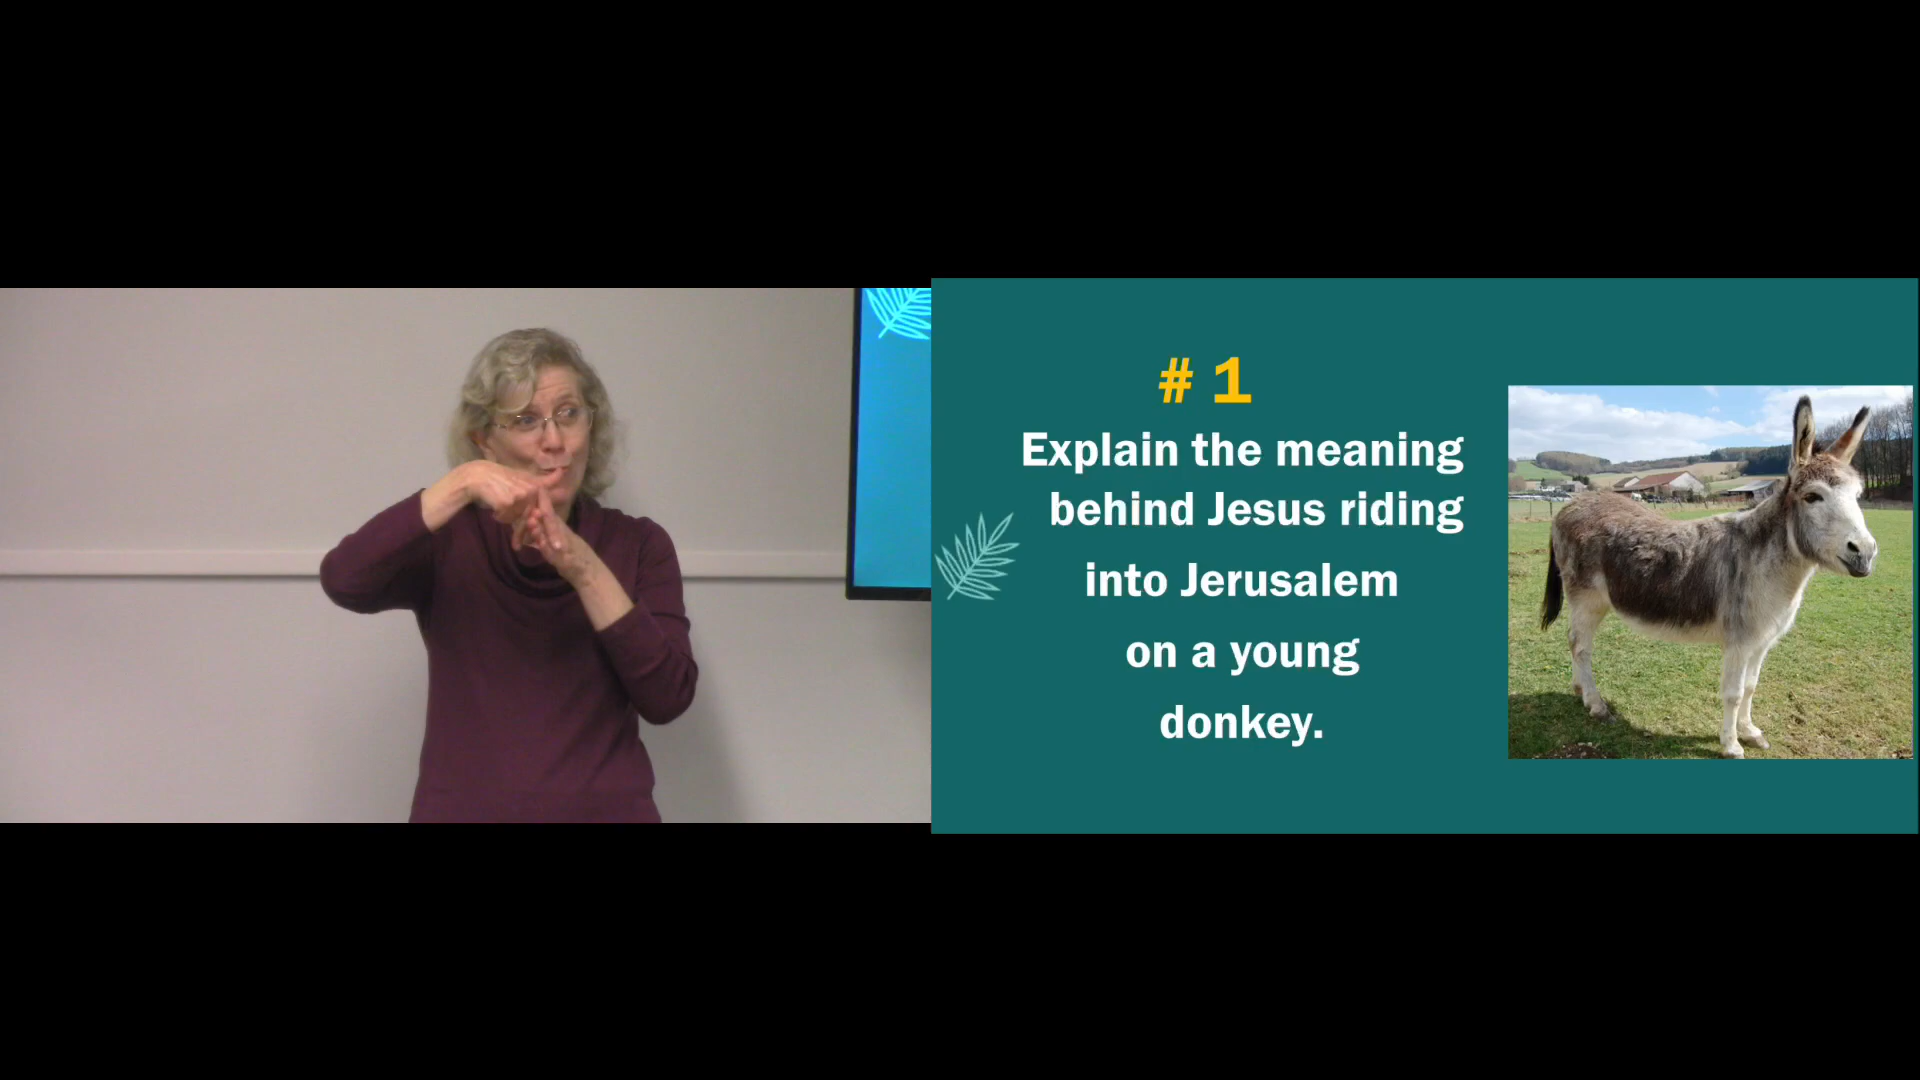 # 1
Explain the meaning
behind Jesus riding
into Jerusalem
on a young
donkey.